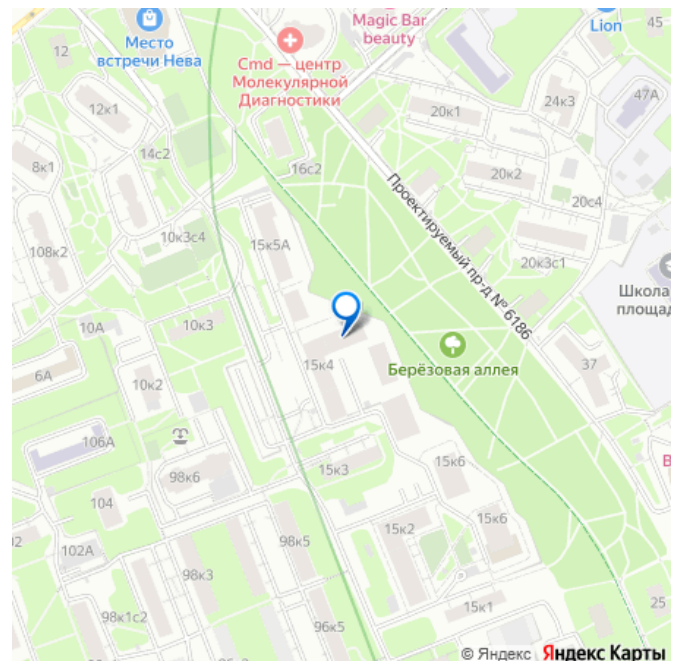 12
Место
встречи Нева
Magic Bar
beauty
Lion
45
Cmd — центр
Молекулярной
Диагностики
24к3
47А
12к1
20к1
14с2
8к1
16с2
20к2
20с4
Проектируемый пр-д № 6186
10к3с4
15к5А
108к2
20к3с1
Школа
площад
10А
10к3
6А
15к4
Берёзовая аллея
37
10к2
106А
98к6
15к3
15к6
В
104
15к6
15к2
98к5
102А
2
98к3
98к1с2
96к5
15к1
25
© Яндекс Яндекс Карты